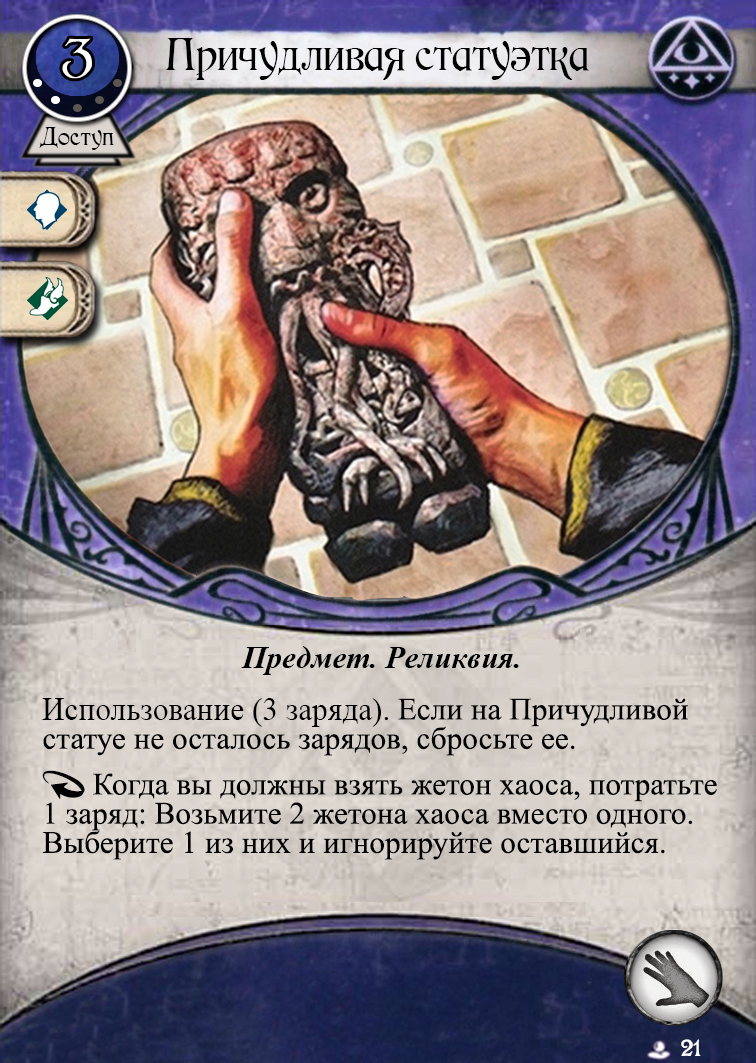 3
Причудливая статуэтка
Доступ
Предмет. Реликвия.
Использование (3 заряда). Если на Причудливой
статуе не осталось зарядов, сбросьте ее.
Когда вы должны взять жетон хаоса, потратьте
1 заряд: Возьмите 2 жетона хаоса вместо одного.
Выберите 1 из них и игнорируйте оставшийся.
21